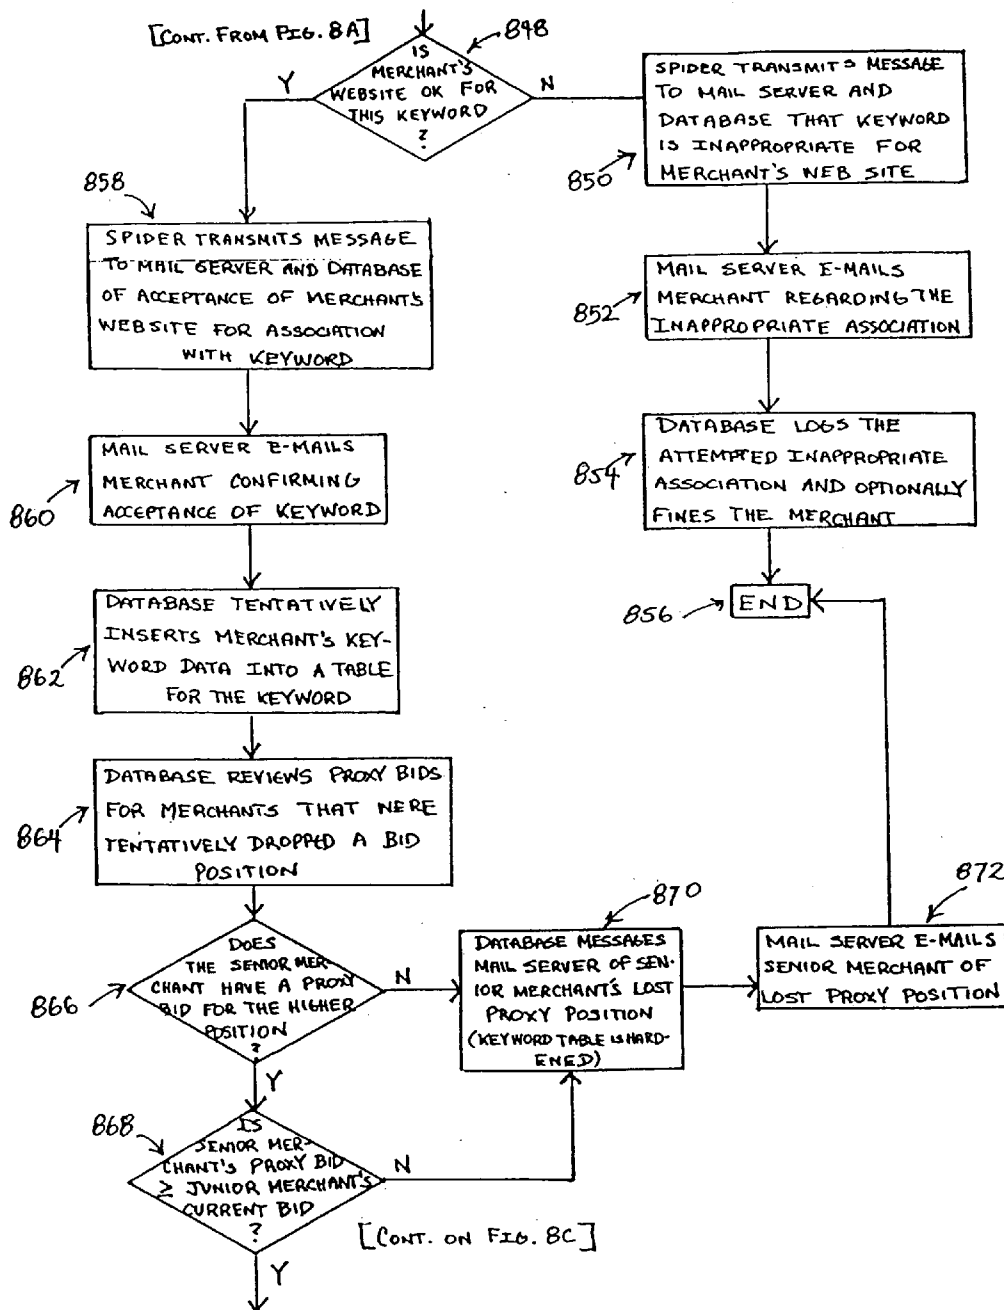 [CONT. FROM FIG. 8A]
848
IS
MERCHANT'S
WEBSITE OK FOR
THIS KEYWORD
?
Y
N
SPIDER TRANSMITS MESSAGE
TO MAIL SERVER AND
DATABASE THAT KEYWORD
IS INAPPROPRIATE FOR
MERCHANT'S WEB SITE
850
858
SPIDER TRANSMITS MESSAGE
TO MAIL SERVER AND DATABASE
OF ACCEPTANCE OF MERCHANT'S
WEBSITE FOR ASSOCIATION
WITH KEYWORD
MAIL SERVER E-MAILS
MERCHANT REGARDING THE
INAPPROPRIATE ASSOCIATION
852
MAIL SERVER E-MAILS
MERCHANT CONFIRMING
ACCEPTANCE OF KEYWORD
860
DATABASE LOGS THE
ATTEMPTED INAPPROPRIATE
ASSOCIATION AND OPTIONALLY
FINES THE MERCHANT
854
END
856
DATABASE TENTATIVELY
INSERTS MERCHANT'S KEY-
WORD DATA INTO A TABLE
FOR THE KEYWORD
862
DATABASE REVIEWS PROXY BIDS
FOR MERCHANTS THAT WERE
TENTATIVELY DROPPED A BID
POSITION
864
DOES
THE SENIOR MER-
CHANT HAVE A PROXY
BID FOR THE HIGHER
POSITION
?
866
N
Y
870
DATABASE MESSAGES
MAIL SERVER OF SEN-
IOR MERCHANT'S LOST
PROXY POSITION
(KEYWORD TABLE IS HARD-
ENED)
872
MAIL SERVER E-MAILS
SENIOR MERCHANT OF
LOST PROXY POSITION
868
IS
SENIOR MER-
CHANT'S PROXY BID
≥ JUNIOR MERCHANT'S
CURRENT BID
?
N
Y
[CONT. ON FIG. 8C]